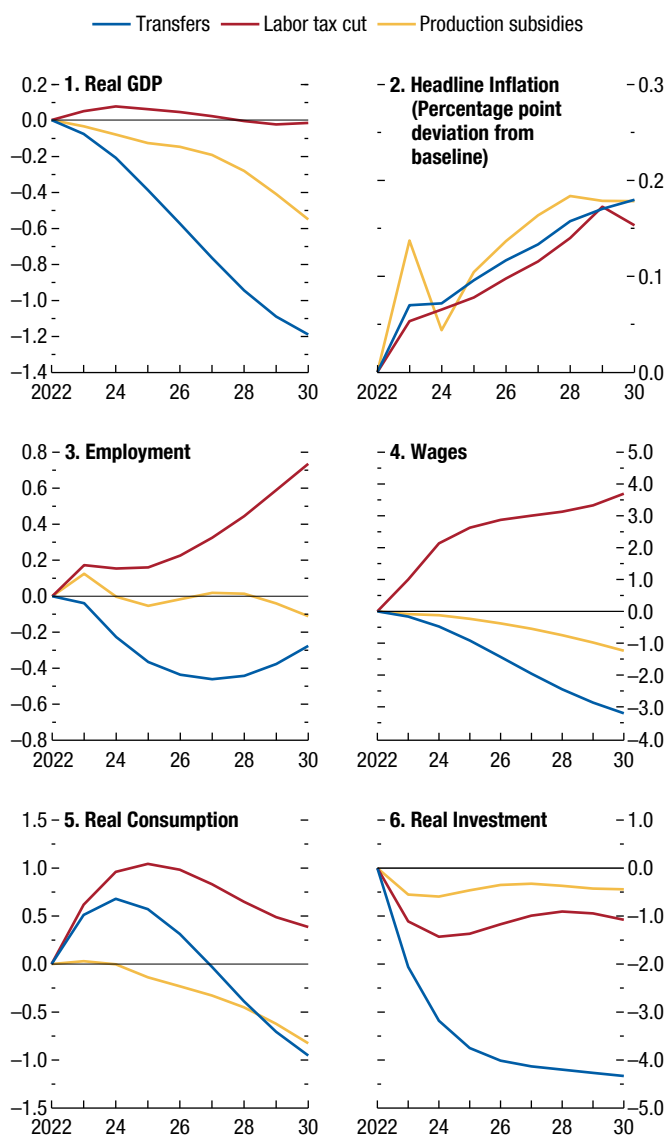 Transfers Labor tax cut Production subsidies
1. Real GDP
0.2
0.0
–0.2
–0.4
–0.6
–0.8
–1.0
–1.2
–1.4
2022 24 26 28 30
2. Headline Inflation
(Percentage point
deviation from
baseline)
0.3
0.2
0.1
0.0
2022 24 26 28 30
3. Employment
0.8
0.6
0.4
0.2
0.0
–0.2
–0.4
–0.6
–0.8
2022 24 26 28 30
4. Wages
5.0
4.0
3.0
2.0
1.0
0.0
–1.0
–2.0
–3.0
–4.0
2022 24 26 28 30
5. Real Consumption
1.5
1.0
0.5
0.0
–0.5
–1.0
–1.5
2022 24 26 28 30
6. Real Investment
1.0
0.0
–1.0
–2.0
–3.0
–4.0
–5.0
2022 24 26 28 30